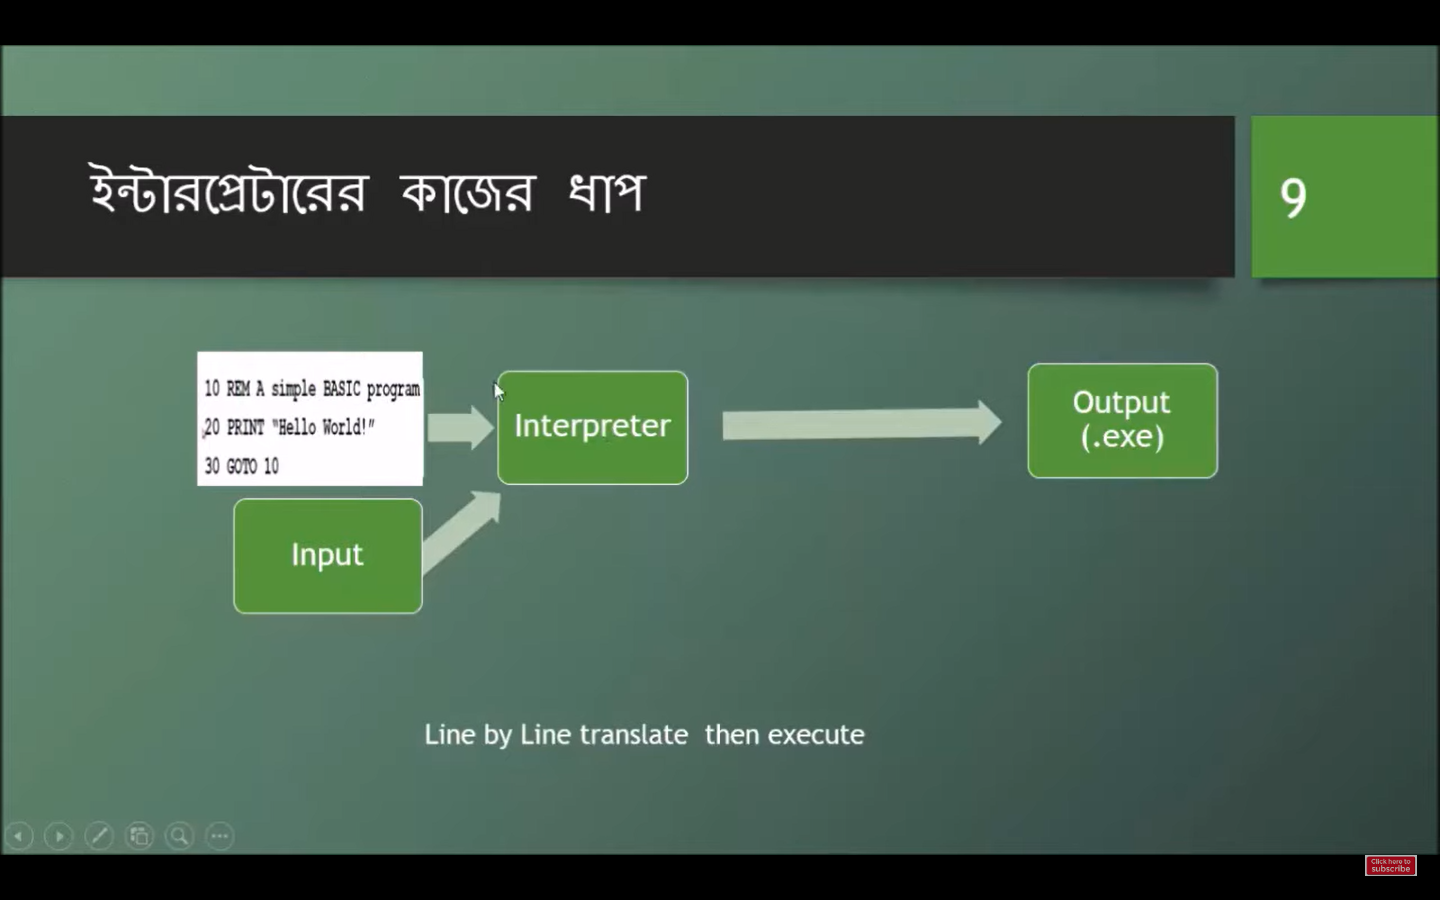 ইন্টারপ্রেটারের কাজের ধাপ
9
10 REM A simple BASIC program
20 PRINT "Hello World!"
30 GOTO 10
Interpreter
Output
(.exe)
Input
Line by Line translate then execute
Click here to
subscribe